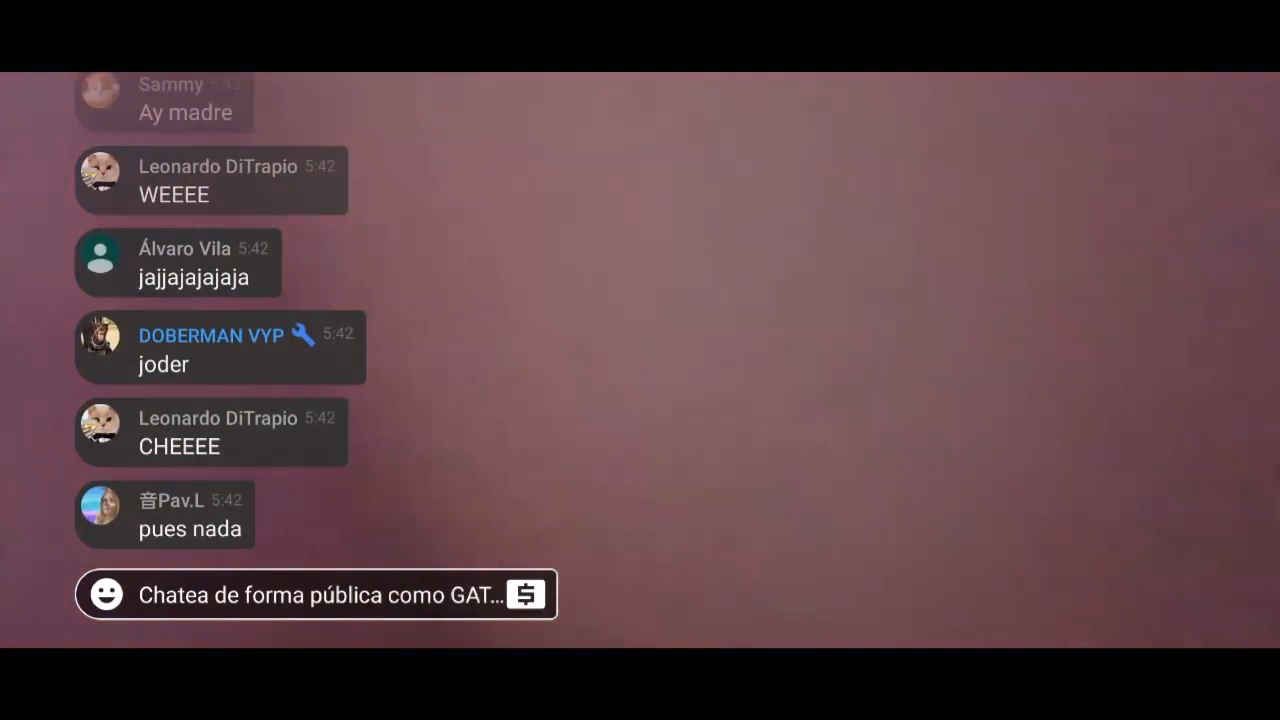 Sammy 5:42
Ay madre
Leonardo DiTrapio 5:42
WEEEE
Álvaro Vila 5:42
jajjajajajaja
DOBERMAN VYP 5:42
joder
Leonardo DiTrapio 5:42
CHEEEE
音Pav.L 5:42
pues nada
Chatea de forma pública como GAT...